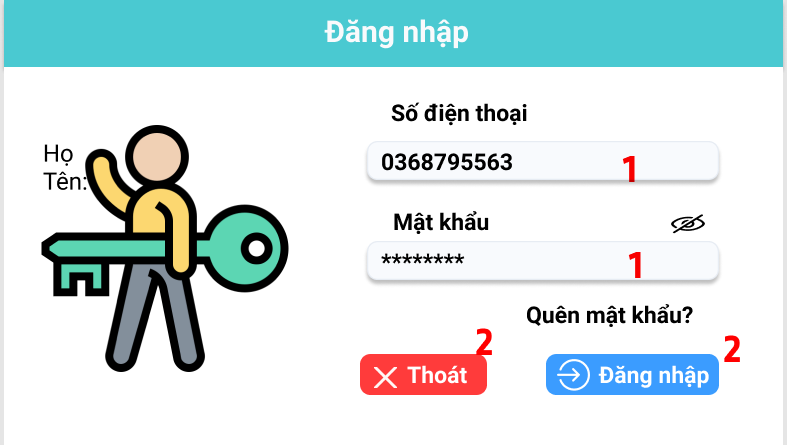 Đăng nhập
Họ
Tên:
Số điện thoại
0368795563 1
Mật khẩu
******** 1
Quên mật khẩu?
Thoát 2
Đăng nhập 2